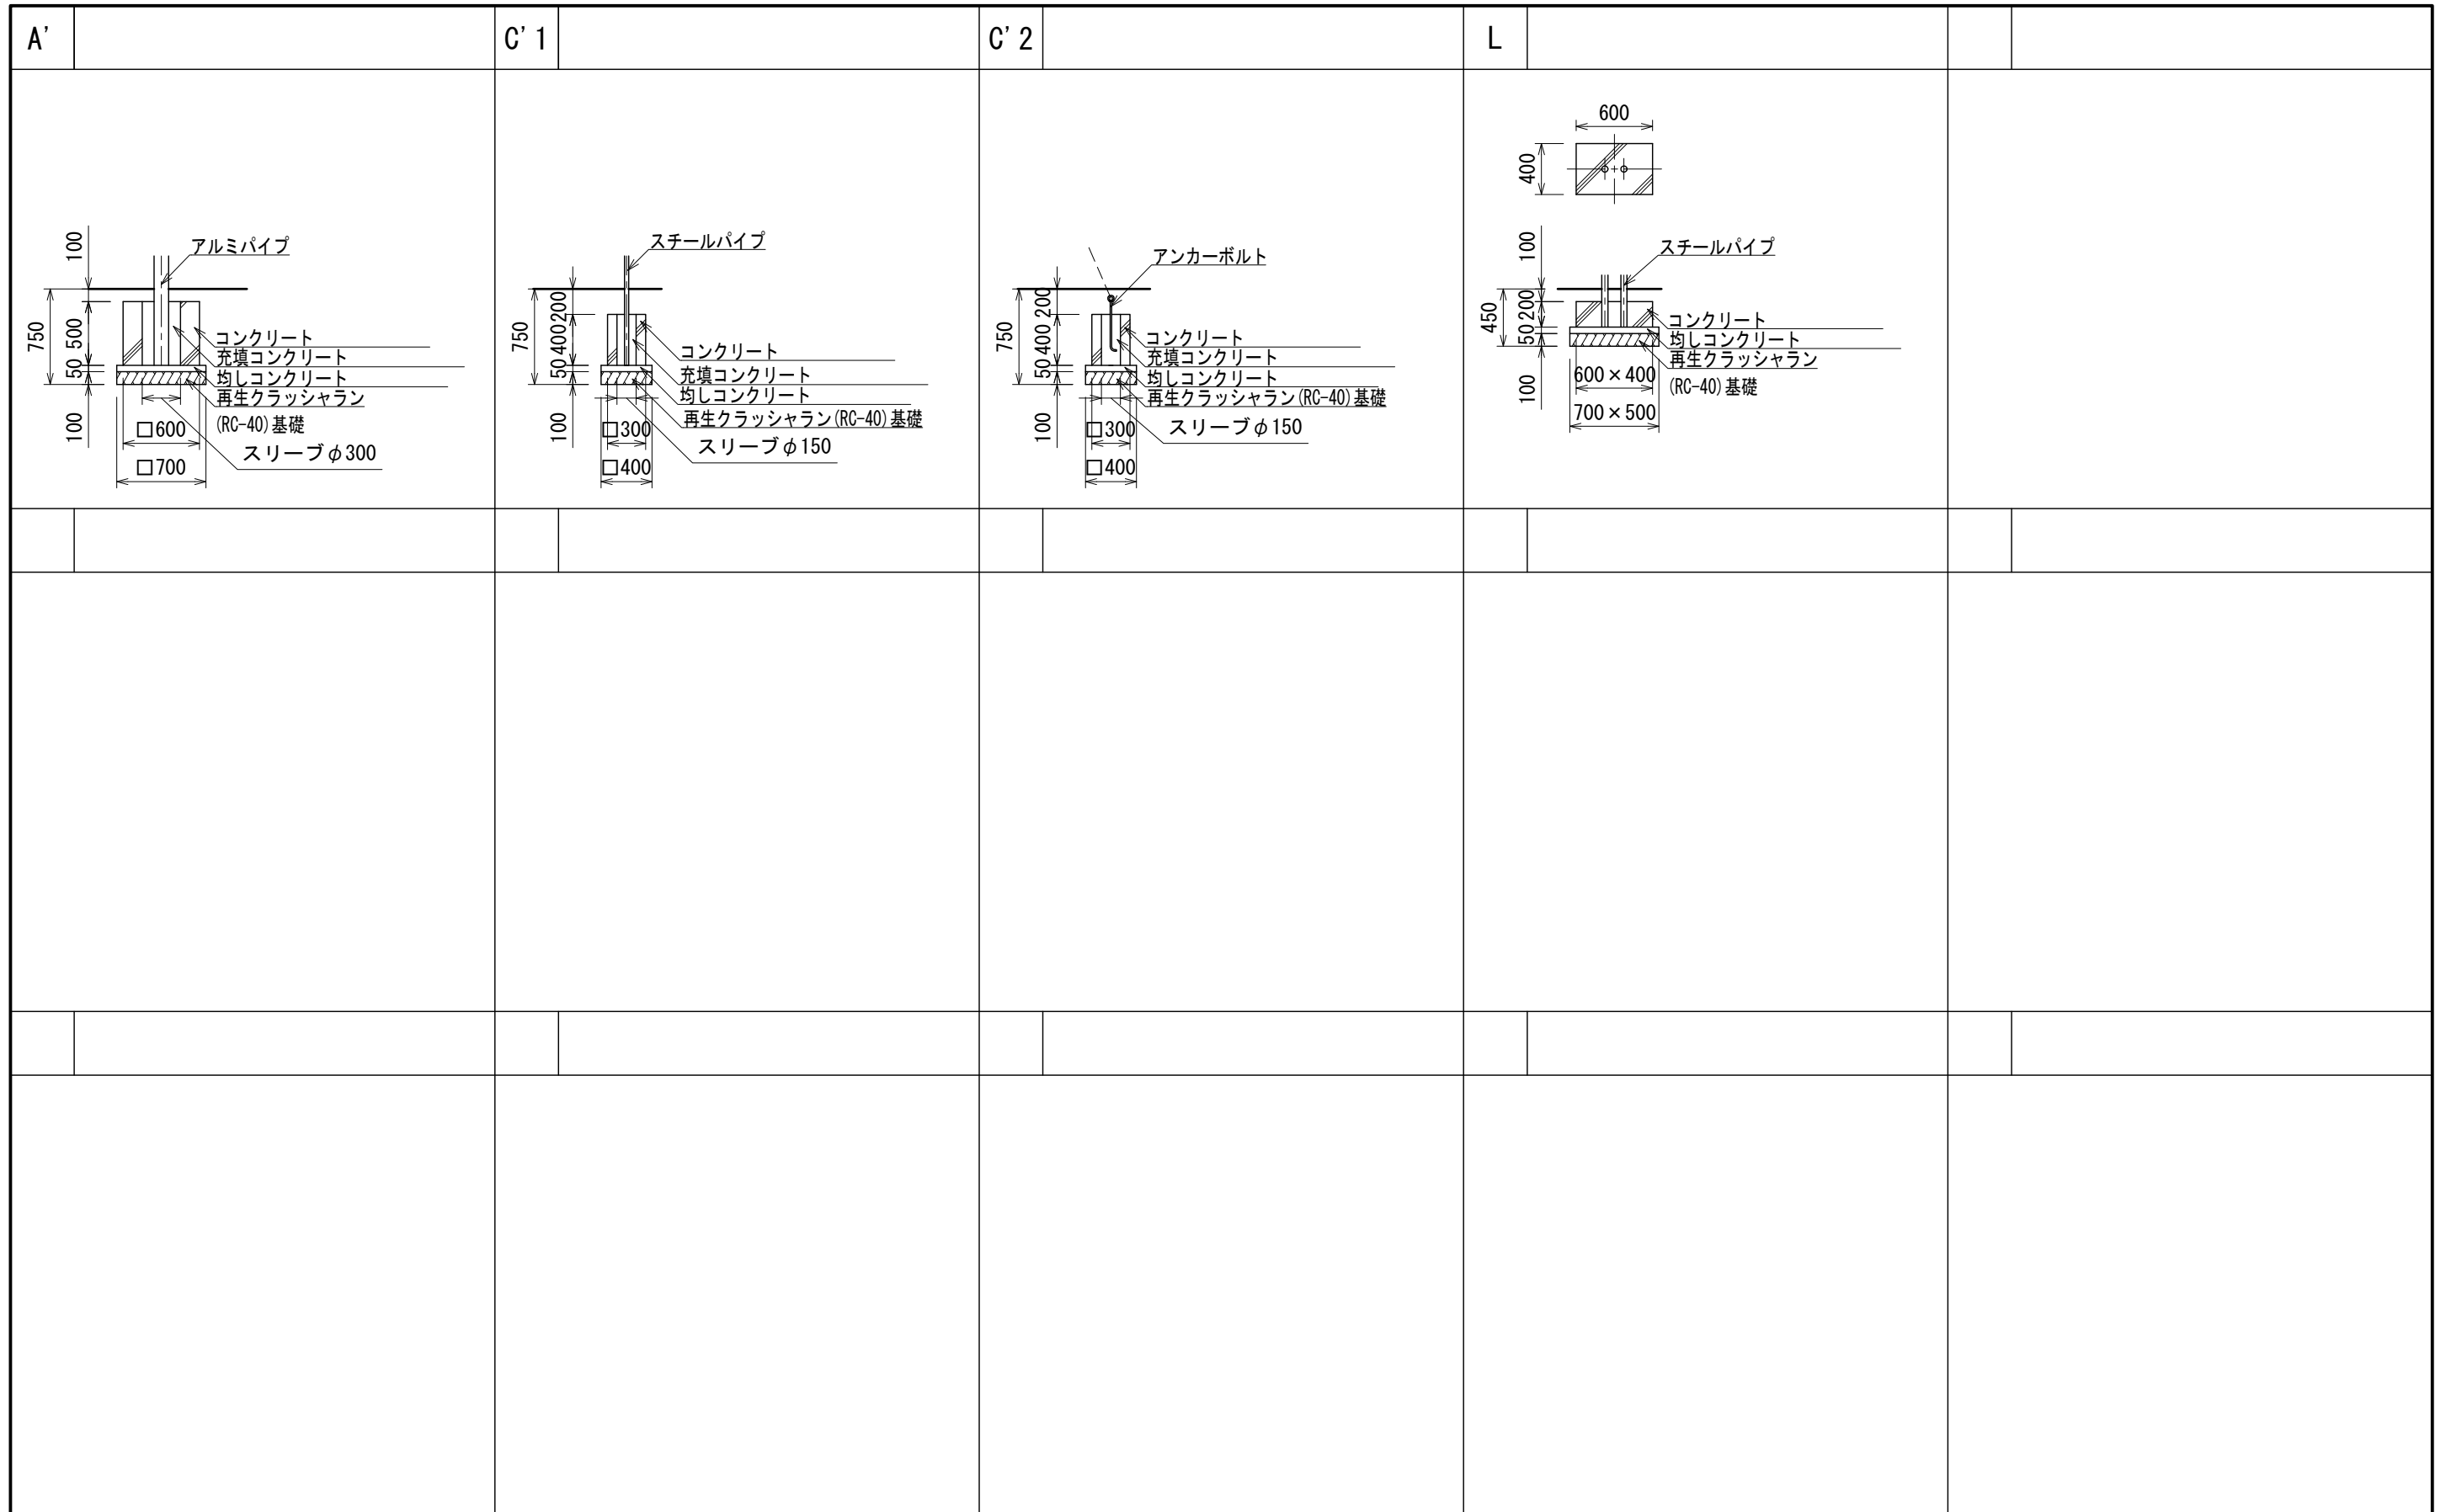 A'
C'1
C'2
L
100
アルミパイプ
750
500
50
100
コンクリート
充填コンクリート
均しコンクリート
再生クラッシャラン
(RC-40)基礎
□600
□700
スリーブφ300
スチールパイプ
750
200
400
50
100
コンクリート
充填コンクリート
均しコンクリート
再生クラッシャラン(RC-40)基礎
□300
□400
スリーブφ150
アンカーボルト
750
200
400
50
100
コンクリート
充填コンクリート
均しコンクリート
再生クラッシャラン(RC-40)基礎
□300
□400
スリーブφ150
600
400
100
スチールパイプ
450
200
50
100
コンクリート
均しコンクリート
再生クラッシャラン
(RC-40)基礎
600×400
700×500